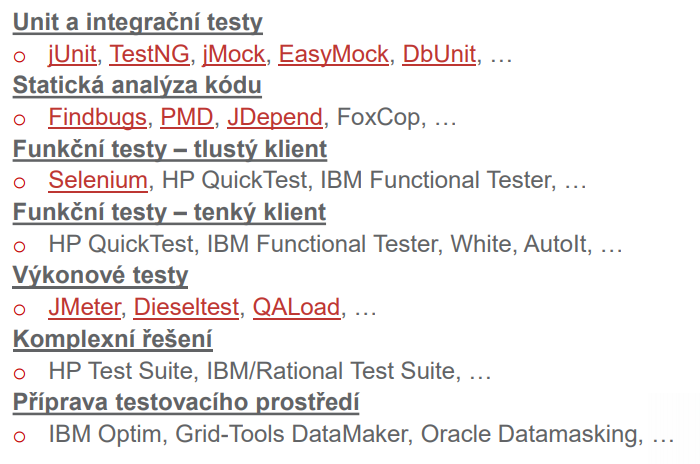 Unit a integrační testy
o jUnit, TestNG, jMock, EasyMock, DbUnit, …
Statická analýza kódu
o Findbugs, PMD, JDepend, FoxCop, …
Funkční testy – tlustý klient
o Selenium, HP QuickTest, IBM Functional Tester, …
Funkční testy – tenký klient
o HP QuickTest, IBM Functional Tester, White, AutoIt, …
Výkonové testy
o JMeter, Dieseltest, QALoad, …
Komplexní řešení
o HP Test Suite, IBM/Rational Test Suite, …
Příprava testovacího prostředí
o IBM Optim, Grid-Tools DataMaker, Oracle Datamasking, …